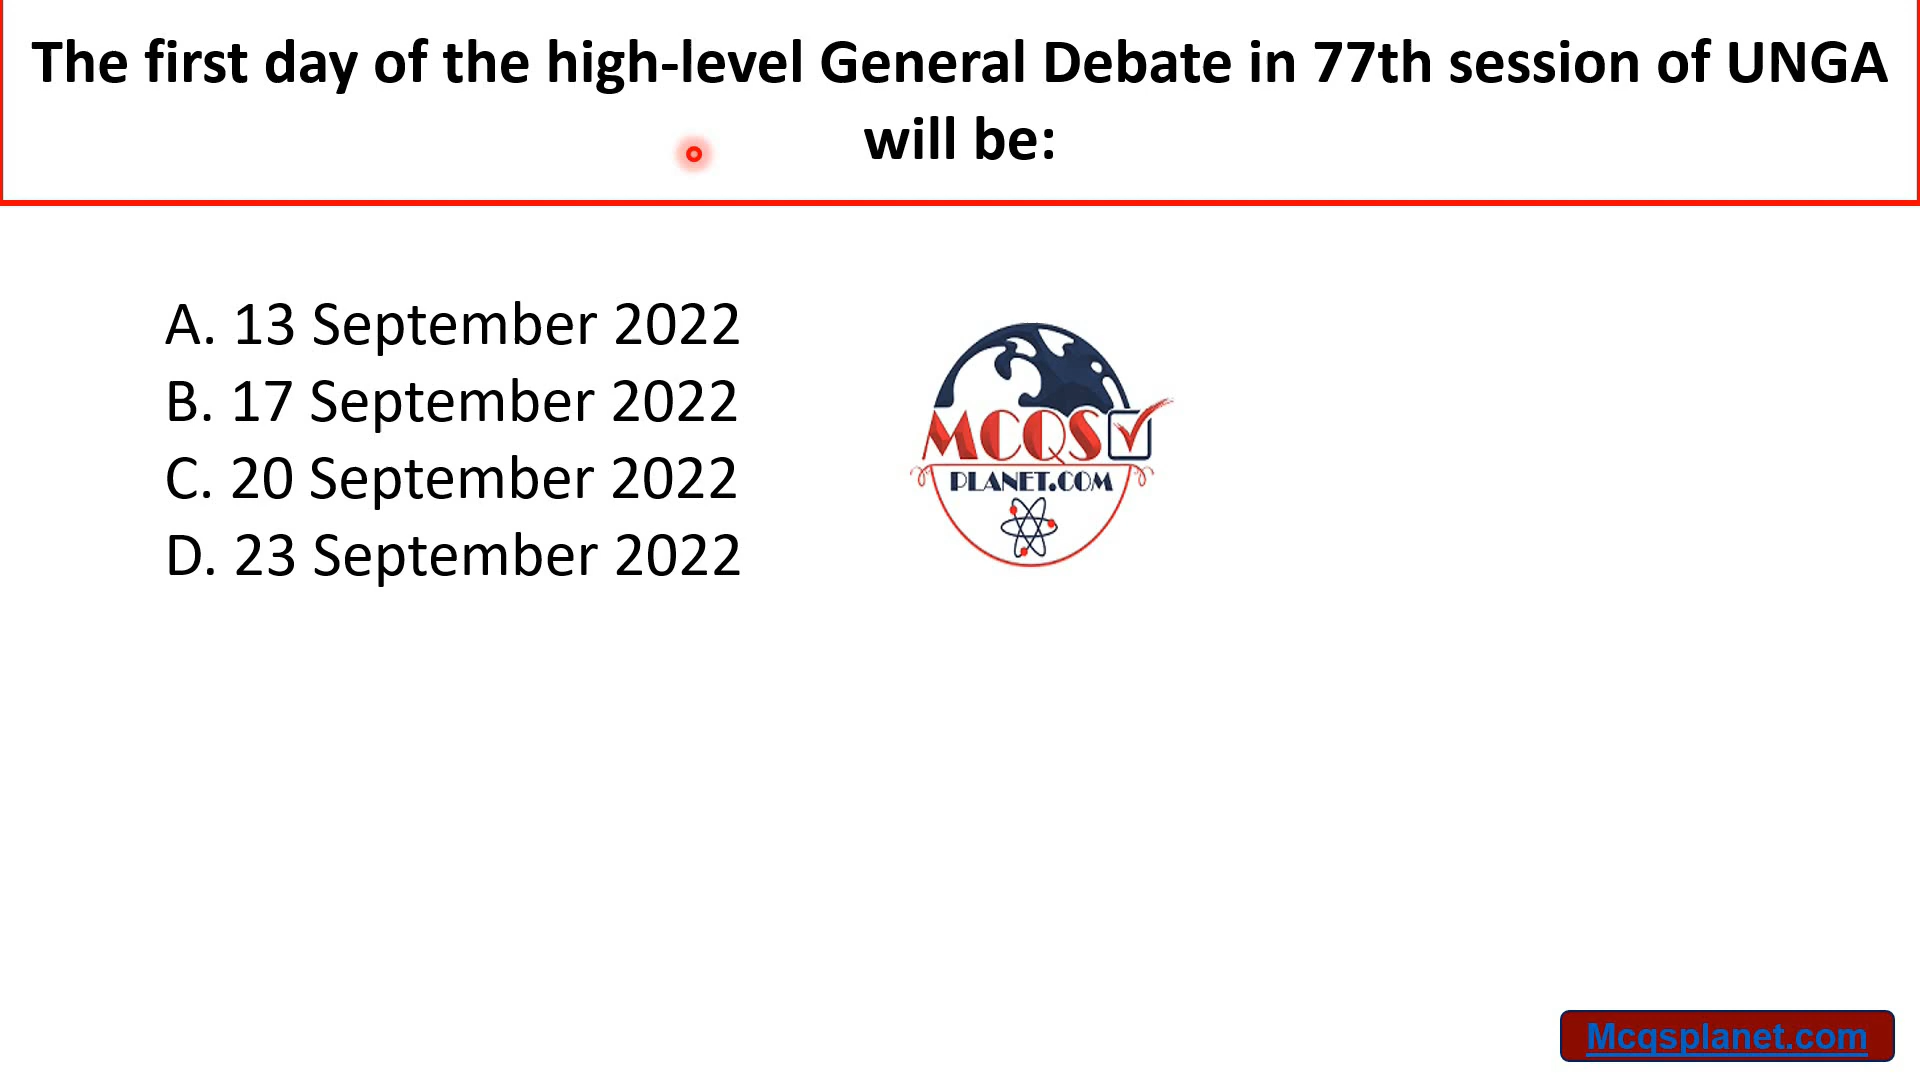 The first day of the high-level General Debate in 77th session of UNGA
will be:
A. 13 September 2022
B. 17 September 2022
C. 20 September 2022
D. 23 September 2022
MCQS
PLANET.COM
Mcqsplanet.com